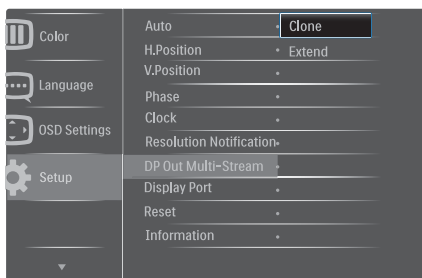 Color
Language
OSD Settings
Setup
Auto
H.Position
V.Position
Phase
Clock
Resolution Notification
DP Out Multi-Stream
Display Port
Reset
Information
Clone
Extend